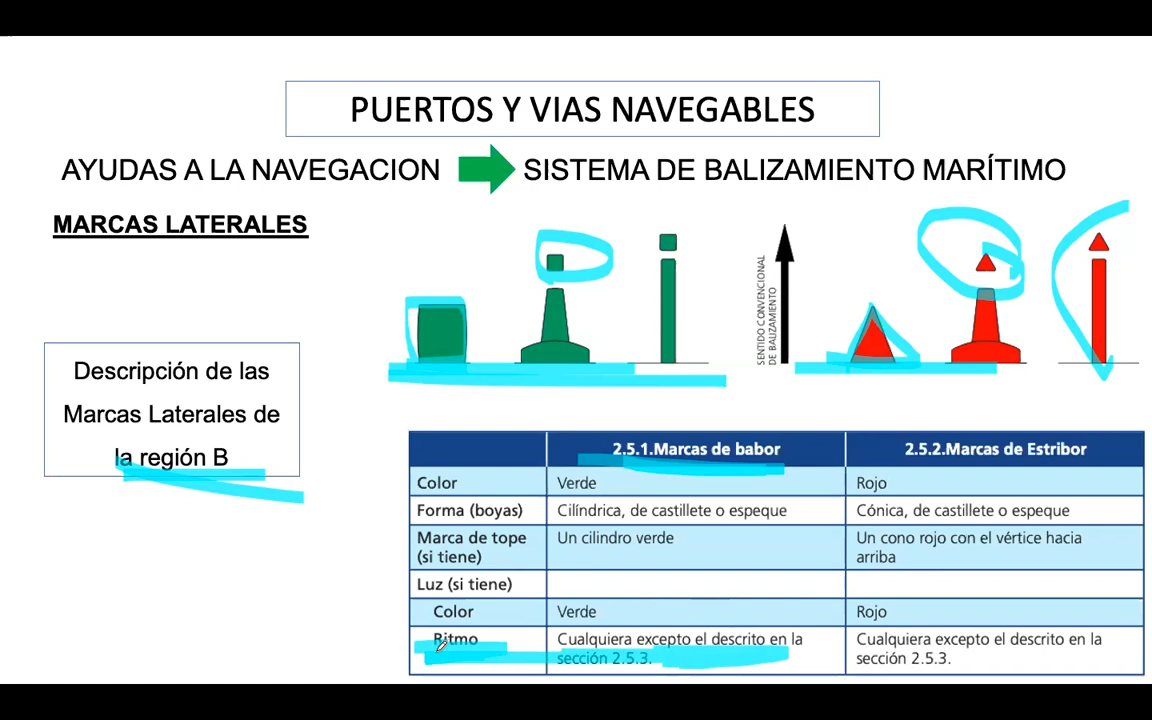 PUERTOS Y VIAS NAVEGABLES
AYUDAS A LA NAVEGACION SISTEMA DE BALIZAMIENTO MARÍTIMO
MARCAS LATERALES
SENTIDO CONVENCIONAL
DE BALIZAMIENTO
Descripción de las
Marcas Laterales de
la región B
2.5.1.Marcas de babor 2.5.2.Marcas de Estribor
Color Verde Rojo
Forma (boyas) Cilíndrica, de castillete o espeque Cónica, de castillete o espeque
Marca de tope Un cilindro verde Un cono rojo con el vértice hacia
(si tiene) arriba
Luz (si tiene)
Color Verde Rojo
Ritmo Cualquiera excepto el descrito en la Cualquiera excepto el descrito en la
sección 2.5.3. sección 2.5.3.